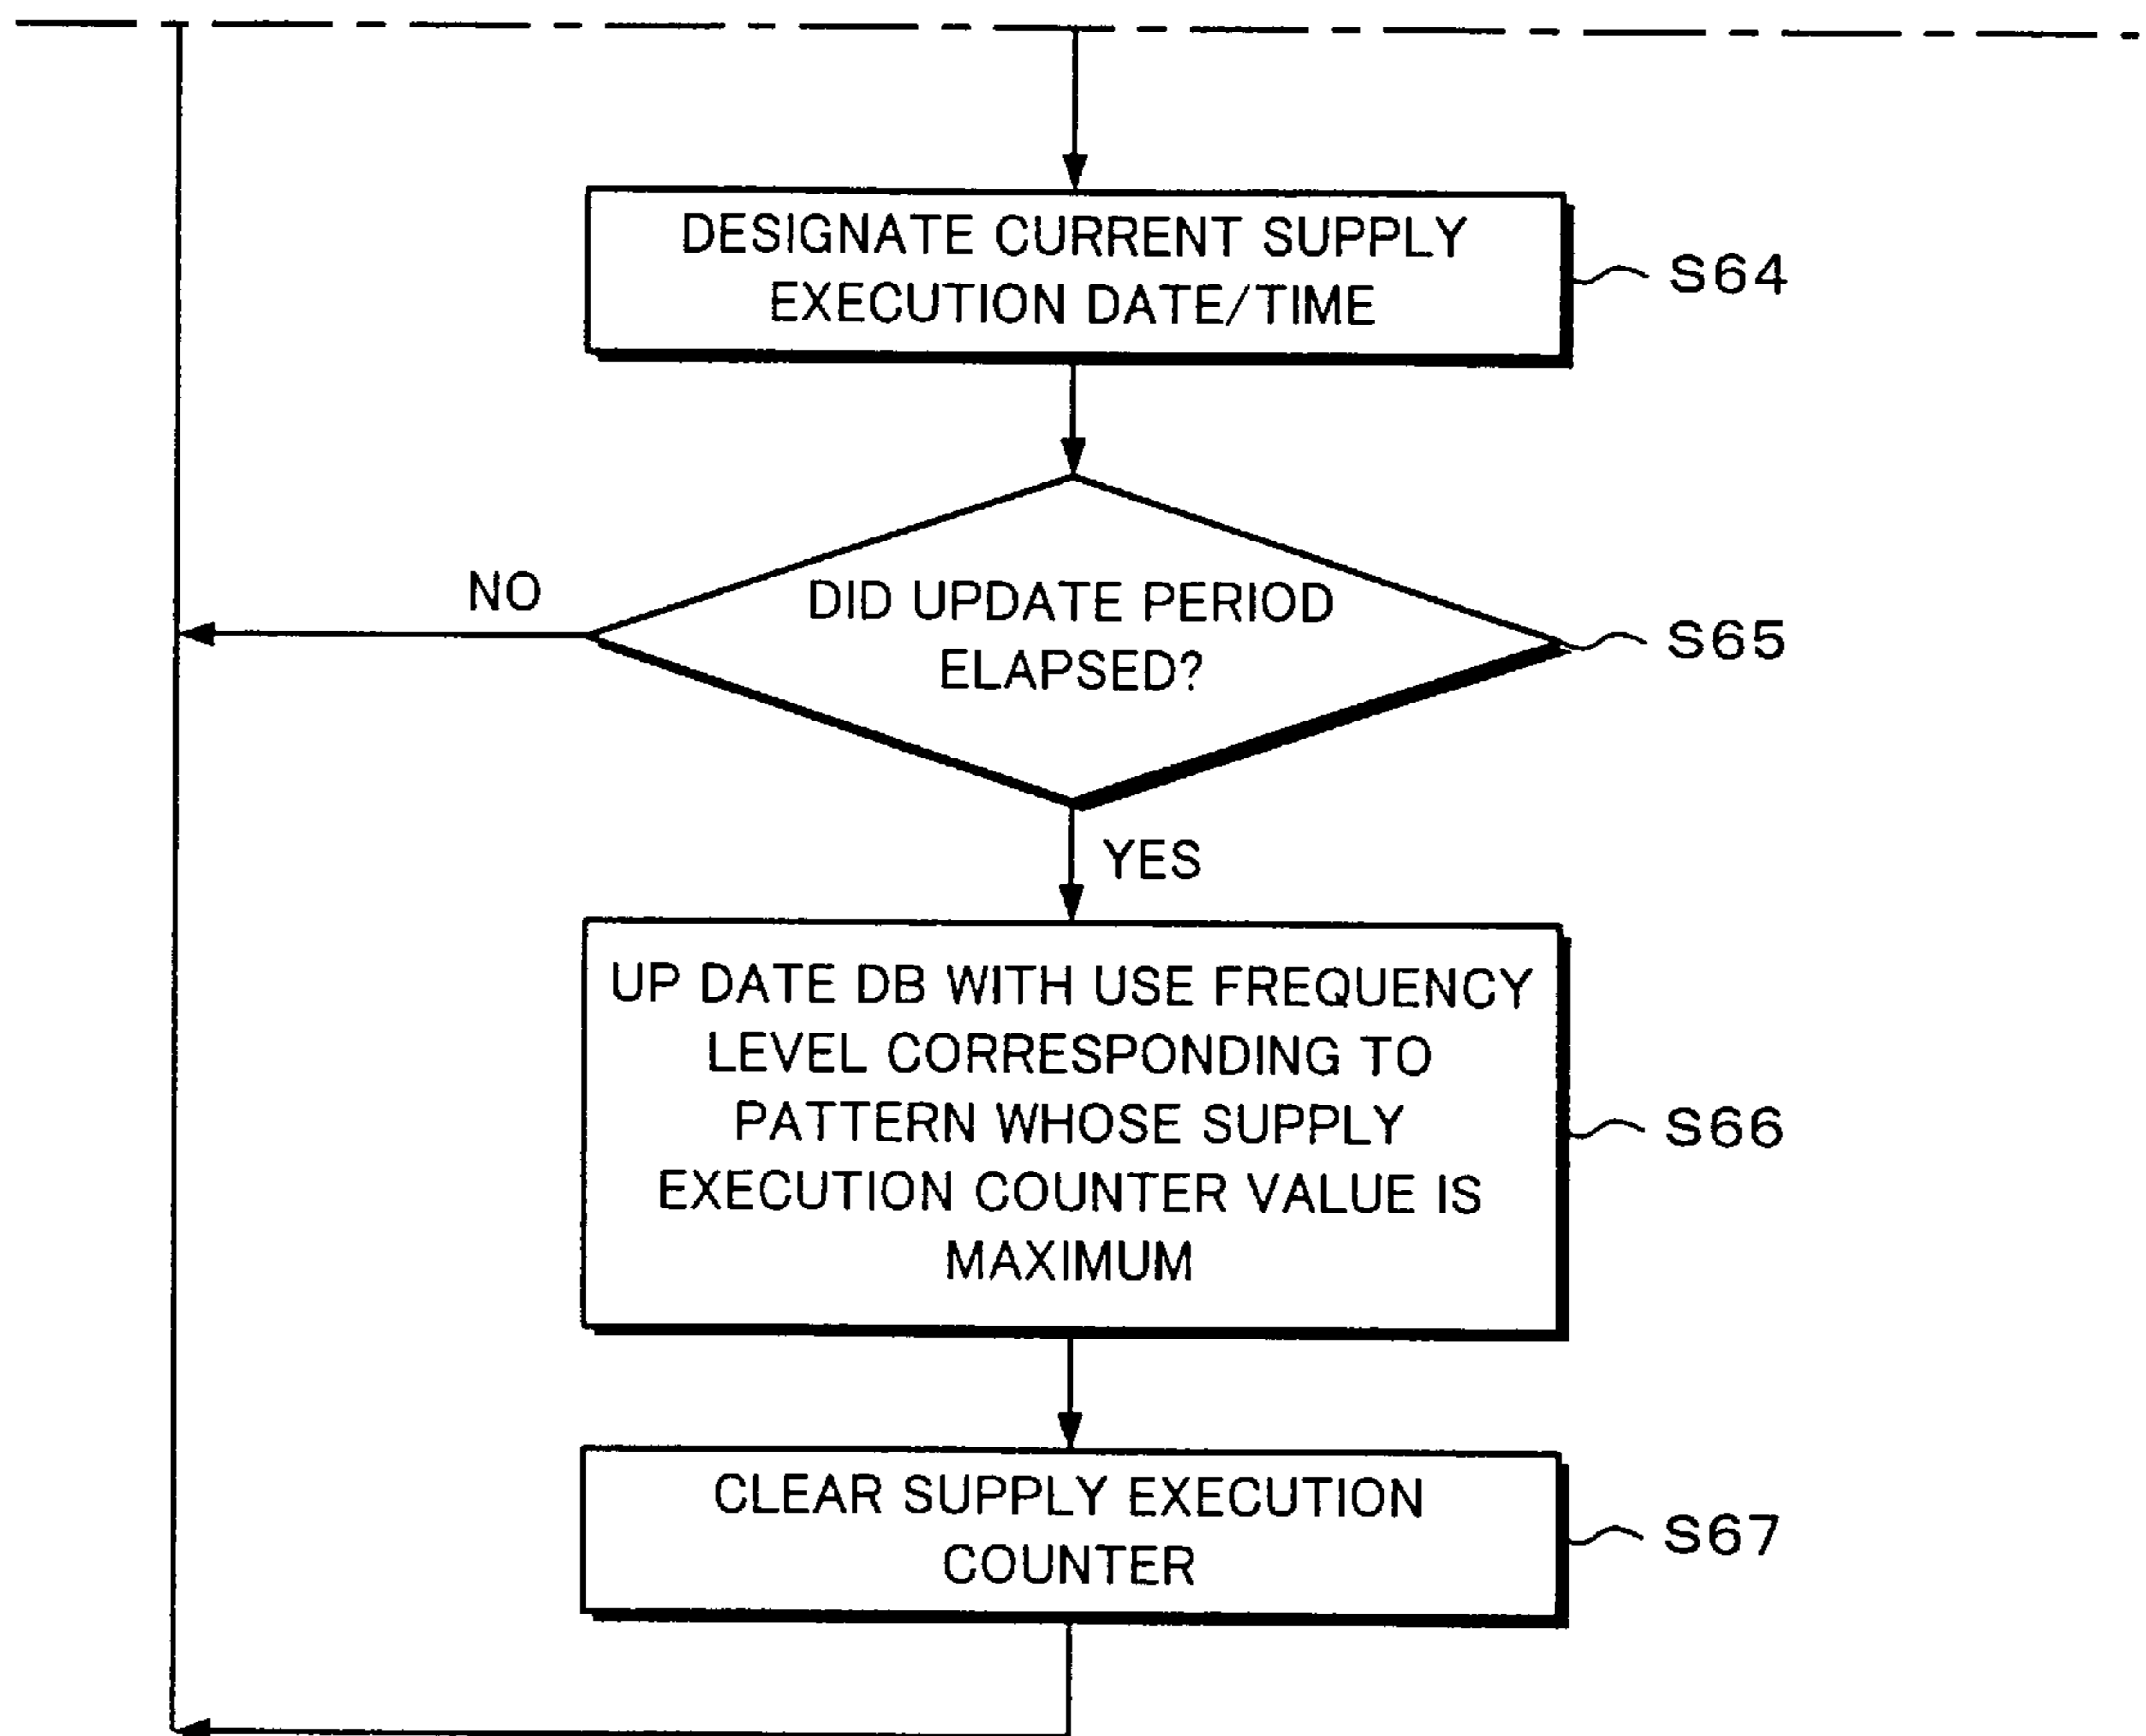 DESIGNATE CURRENT SUPPLY
EXECUTION DATE/TIME
S64
DID UPDATE PERIOD
ELAPSED?
S65
NO
YES
UP DATE DB WITH USE FREQUENCY
LEVEL CORRESPONDING TO
PATTERN WHOSE SUPPLY
EXECUTION COUNTER VALUE IS
MAXIMUM
S66
CLEAR SUPPLY EXECUTION
COUNTER
S67